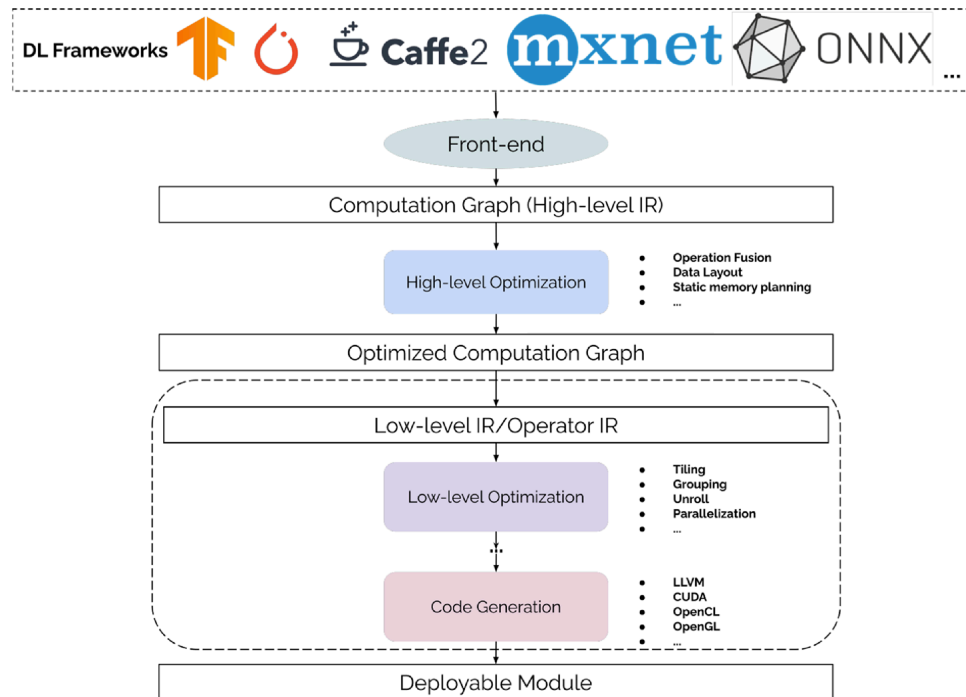 DL Frameworks
TF
Caffe2
mxnet
ONNX
...
Front-end
Computation Graph (High-level IR)
High-level Optimization
• Operation Fusion
• Data Layout
• Static memory planning
• ...
Optimized Computation Graph
Low-level IR/Operator IR
Low-level Optimization
• Tiling
• Grouping
• Unroll
• Parallelization
• ...
...
Code Generation
• LLVM
• CUDA
• OpenCL
• OpenGL
• ...
Deployable Module